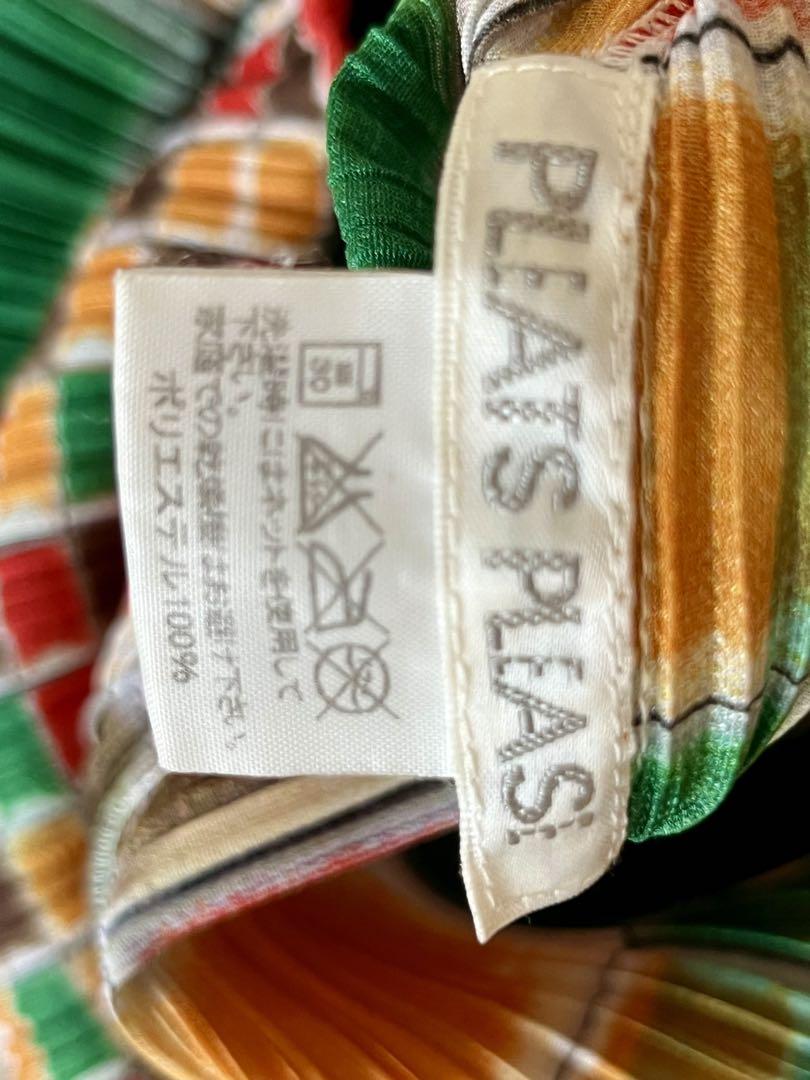 PLEATS PLEAS
30
洗濯時にはネットを使用して
下さい。
家庭での乾燥機はお避け下さい。
ポリエステル100%